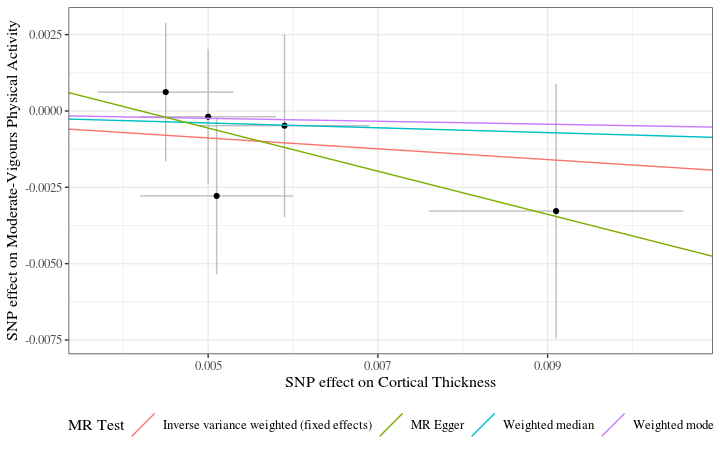 SNP effect on Moderate-Vigours Physical Activity
0.0025
0.0000
-0.0025
-0.0050
-0.0075
0.005
0.007
0.009
SNP effect on Cortical Thickness
MR Test
Inverse variance weighted (fixed effects)
MR Egger
Weighted median
Weighted mode